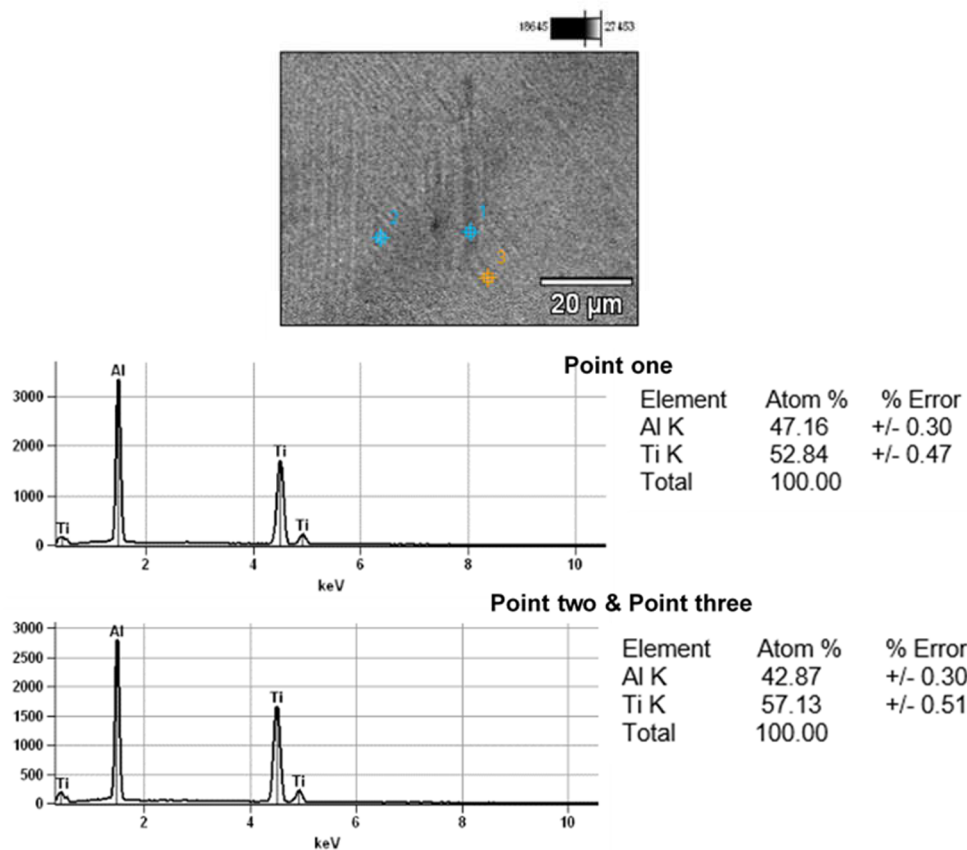 18645 27453
2 1
3
20 µm
Point one
Al
3000
Ti
2000
1000
Ti Ti
0
2 4 6 8 10
keV
Element Atom % % Error
Al K 47.16 +/- 0.30
Ti K 52.84 +/- 0.47
Total 100.00
Point two & Point three
3000
Al
2500
2000
Ti
1500
1000
500
Ti Ti
0
2 4 6 8 10
keV
Element Atom % % Error
Al K 42.87 +/- 0.30
Ti K 57.13 +/- 0.51
Total 100.00